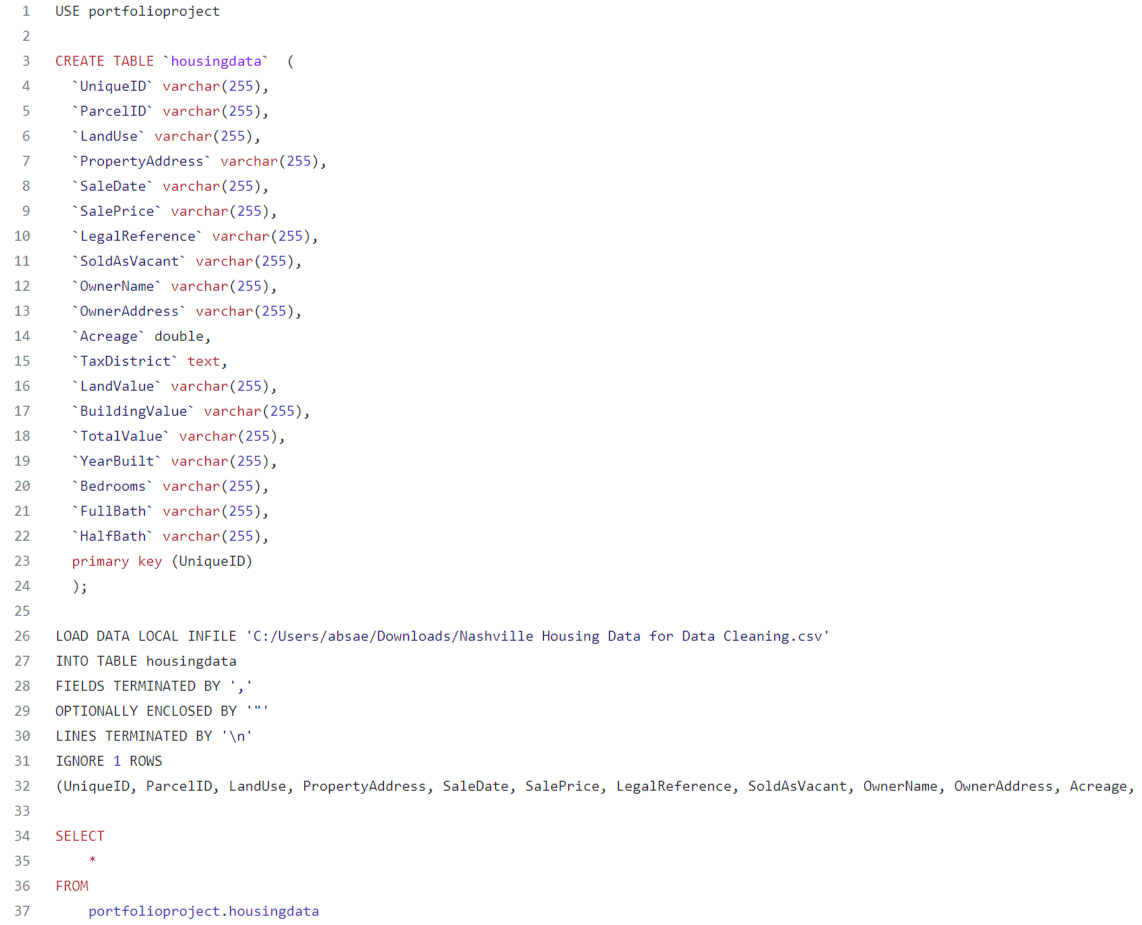 1 USE portfolioproject
2
3 CREATE TABLE `housingdata`  (
4 `UniqueID` varchar(255),
5 `ParcelID` varchar(255),
6 `LandUse` varchar(255),
7 `PropertyAddress` varchar(255),
8 `SaleDate` varchar(255),
9 `SalePrice` varchar(255),
10 `LegalReference` varchar(255),
11 `SoldAsVacant` varchar(255),
12 `OwnerName` varchar(255),
13 `OwnerAddress` varchar(255),
14 `Acreage` double,
15 `TaxDistrict` text,
16 `LandValue` varchar(255),
17 `BuildingValue` varchar(255),
18 `TotalValue` varchar(255),
19 `YearBuilt` varchar(255),
20 `Bedrooms` varchar(255),
21 `FullBath` varchar(255),
22 `HalfBath` varchar(255),
23 primary key (UniqueID)
24 );
25
26 LOAD DATA LOCAL INFILE 'C:/Users/absae/Downloads/Nashville Housing Data for Data Cleaning.csv'
27 INTO TABLE housingdata
28 FIELDS TERMINATED BY ','
29 OPTIONALLY ENCLOSED BY '"'
30 LINES TERMINATED BY '\n'
31 IGNORE 1 ROWS
32 (UniqueID, ParcelID, LandUse, PropertyAddress, SaleDate, SalePrice, LegalReference, SoldAsVacant, OwnerName, OwnerAddress, Acreage,
33
34 SELECT
35 *
36 FROM
37 portfolioproject.housingdata